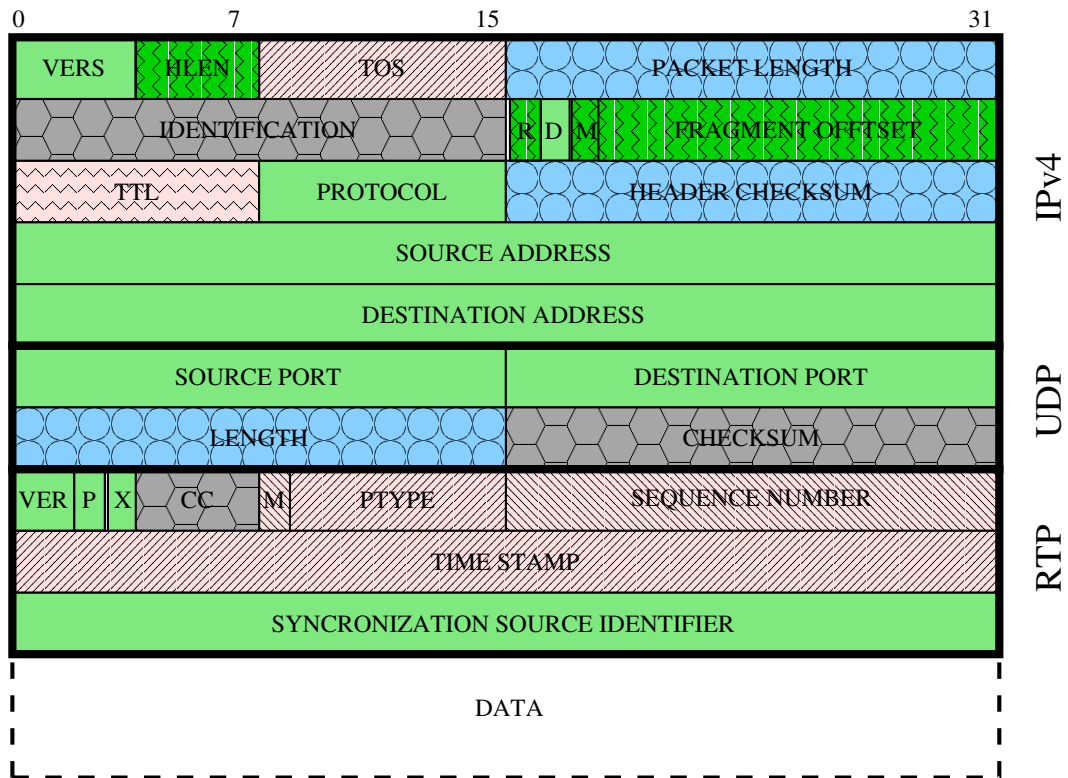 0 7 15 31
VERS HLEN TOS PACKET LENGTH
IDENTIFICATION R D M FRAGMENT OFFTSET
TTL PROTOCOL HEADER CHECKSUM
SOURCE ADDRESS
DESTINATION ADDRESS
IPv4
SOURCE PORT DESTINATION PORT
LENGTH CHECKSUM
UDP
VER P X CC M PTYPE SEQUENCE NUMBER
TIME STAMP
SYNCRONIZATION SOURCE IDENTIFIER
RTP
DATA